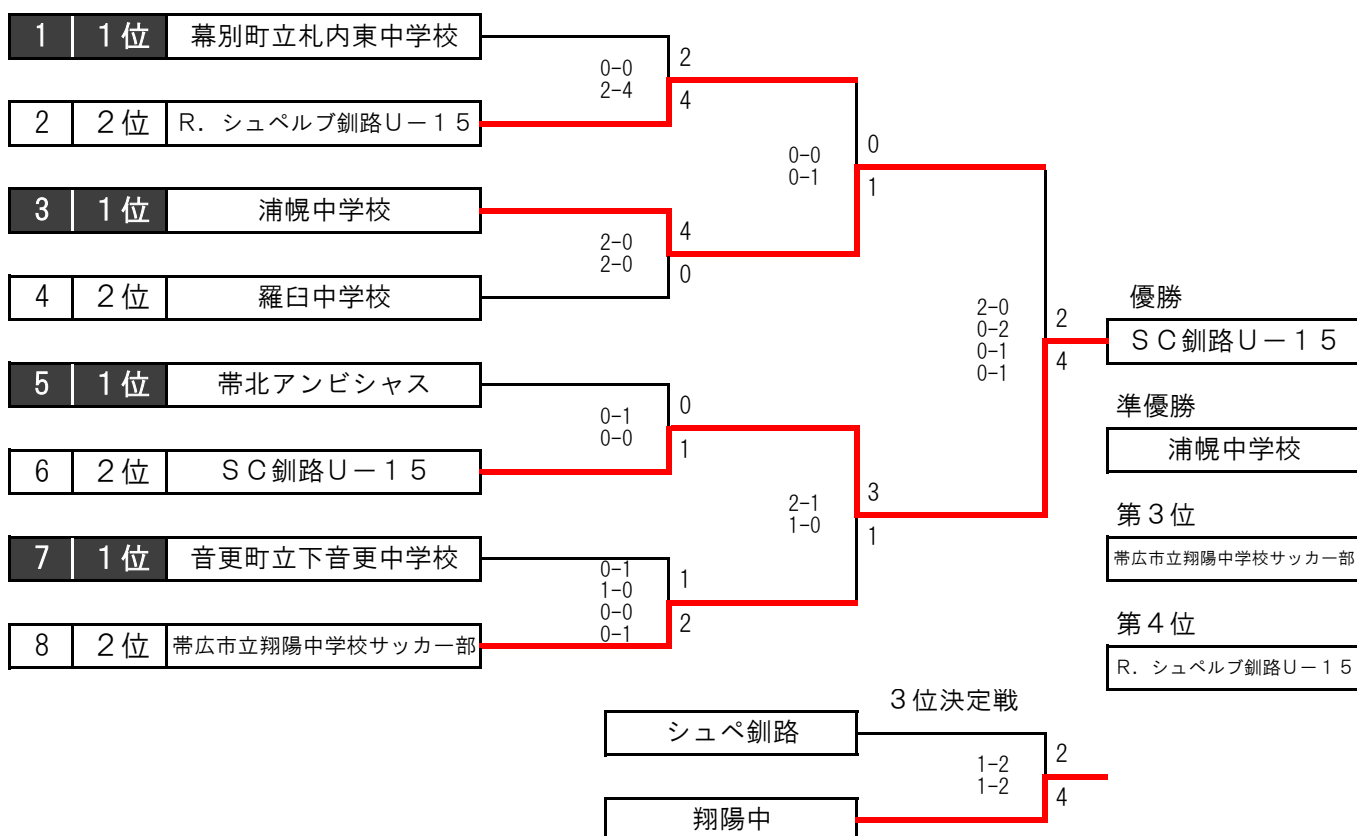 1 1位 幕別町立札内東中学校
0-0 2
2-4 4
2 2位 R．シュペルブ釧路U－15
0-0 0
0-1 1
3 1位 浦幌中学校
2-0 4
2-0 0
4 2位 羅臼中学校
2-0 2
0-2
0-1 4
0-1
優勝
ＳＣ釧路Ｕ－１５
5 1位 帯北アンビシャス
0-1 0
0-0 1
6 2位 ＳＣ釧路Ｕ－１５
準優勝
浦幌中学校
2-1 3
1-0 1
7 1位 音更町立下音更中学校
0-1 1
1-0
0-0 2
0-1
8 2位 帯広市立翔陽中学校サッカー部
第３位
帯広市立翔陽中学校サッカー部
第４位
R．シュペルブ釧路U－15
３位決定戦
シュペ釧路
1-2 2
1-2 4
翔陽中